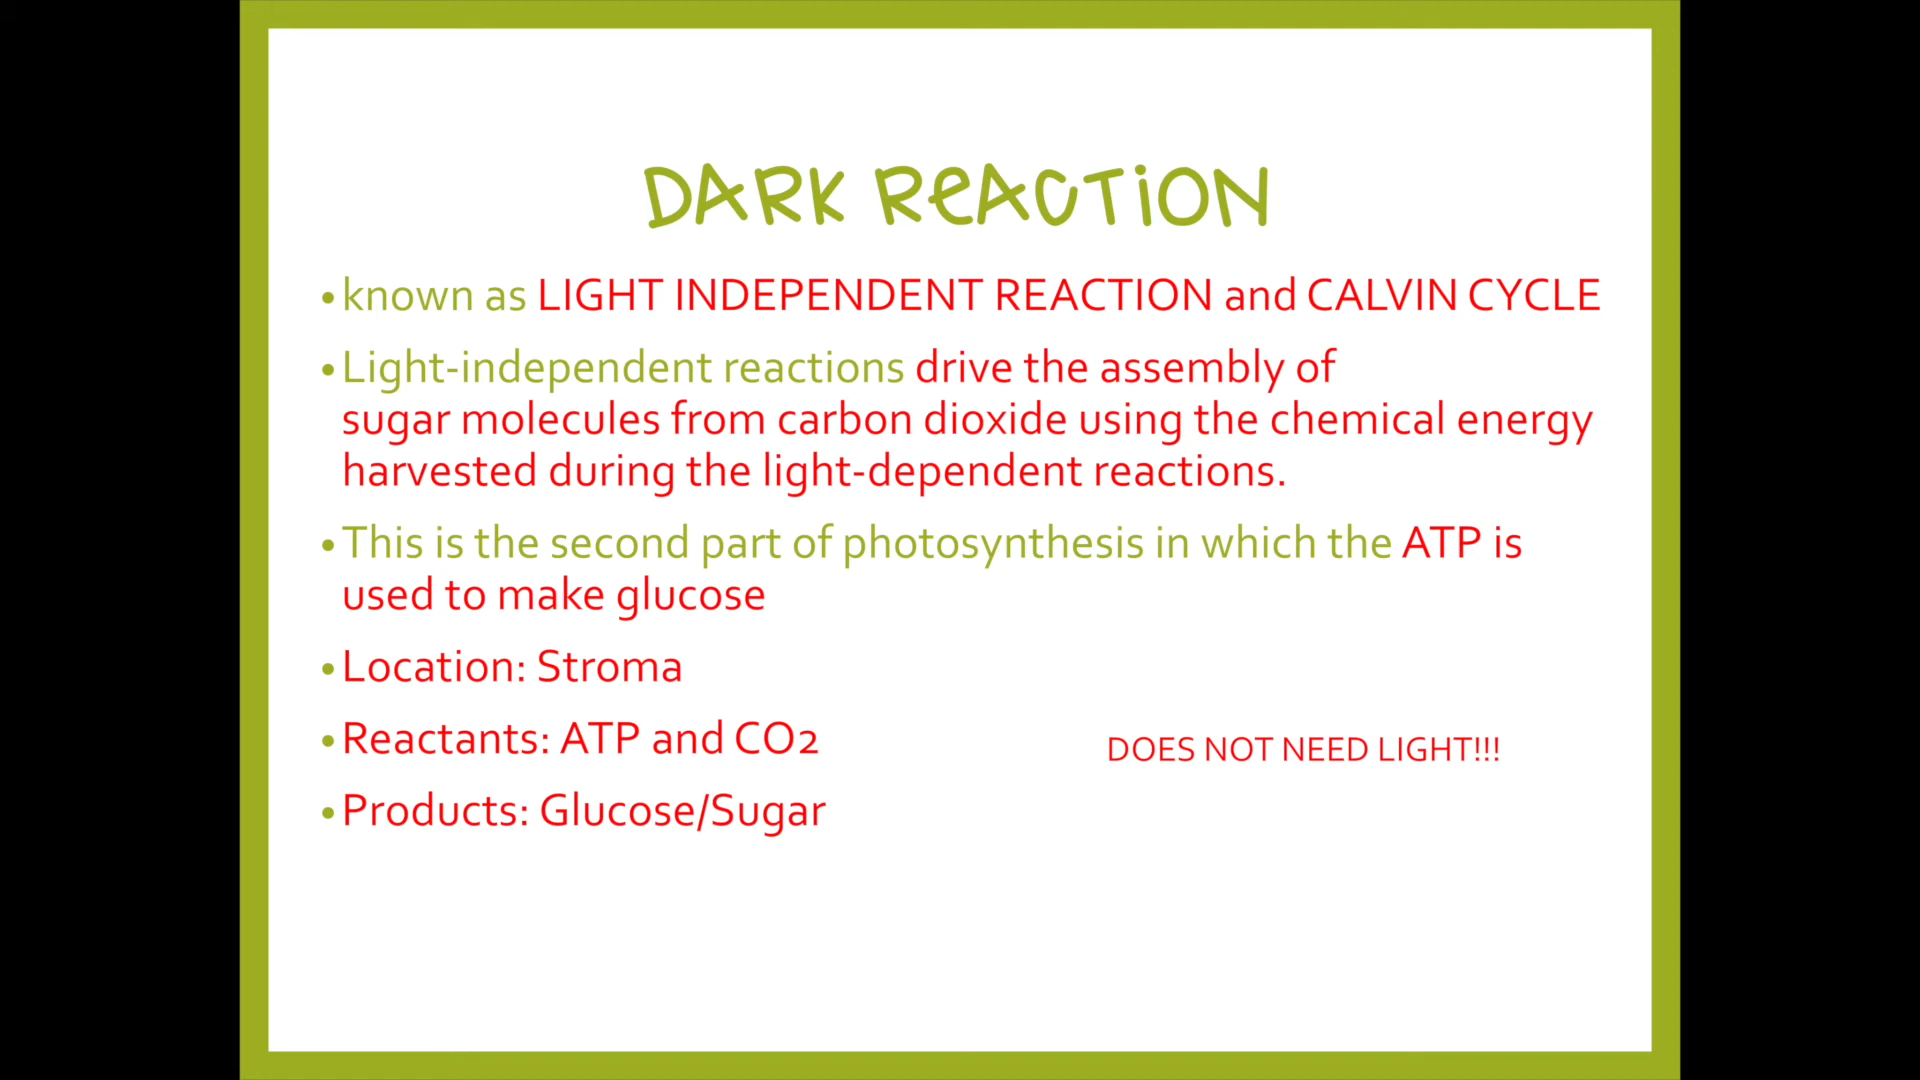 DARK REACTION
•known as LIGHT INDEPENDENT REACTION and CALVIN CYCLE
•Light-independent reactions drive the assembly of
sugar molecules from carbon dioxide using the chemical energy
harvested during the light-dependent reactions.
•This is the second part of photosynthesis in which the ATP is
used to make glucose
•Location: Stroma
•Reactants: ATP and CO2
DOES NOT NEED LIGHT!!!
•Products: Glucose/Sugar